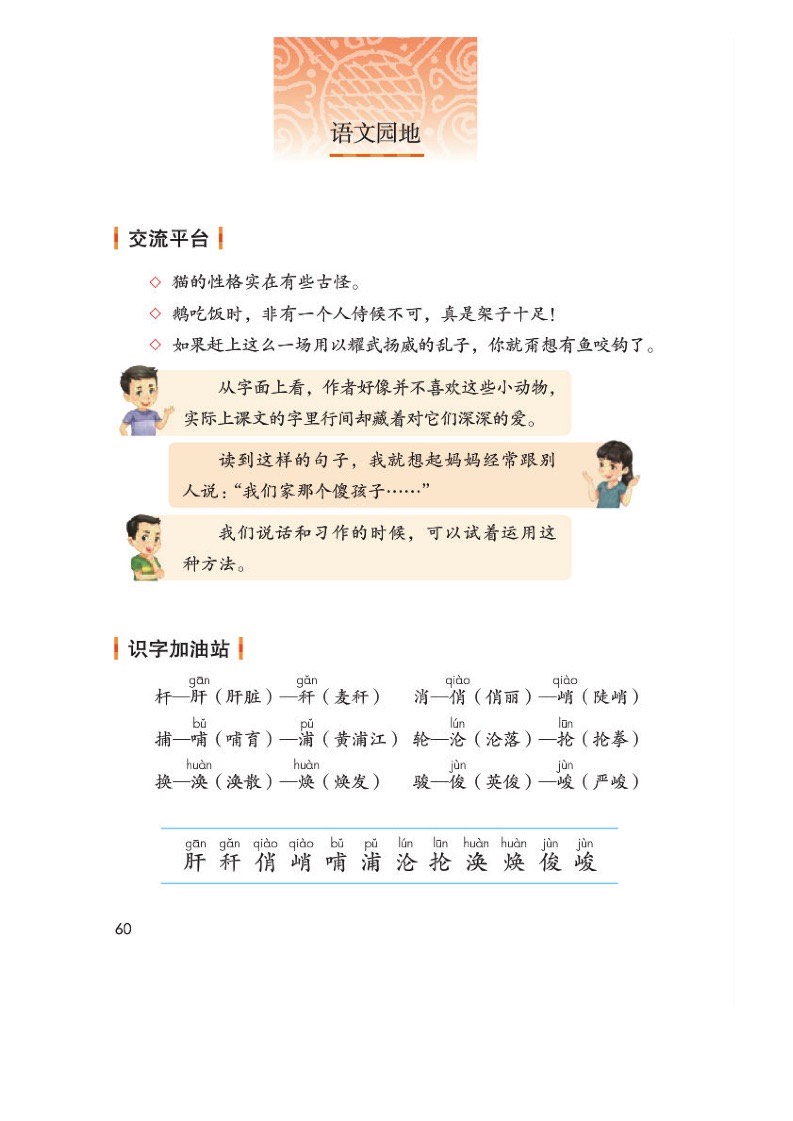 语文园地
交流平台
◇ 猫的性格实在有些古怪。
◇ 鹅吃饭时，非有一个人侍候不可，真是架子十足！
◇ 如果赶上这么一场用以耀武扬威的乱子，你就甭想有鱼咬钩了。
从字面上看，作者好像并不喜欢这些小动物，
实际上课文的字里行间却藏着对它们深深的爱。
读到这样的句子，我就想起妈妈经常跟别
人说：“我们家那个傻孩子……”
我们说话和习作的时候，可以试着运用这
种方法。
识字加油站
gān gǎn qiào qiào
杆—肝（肝脏）—秆（麦秆） 消—俏（俏丽）—峭（陡峭）
bǔ pǔ lún lūn
捕—哺（哺育）—浦（黄浦江） 轮—沦（沦落）—抡（抡拳）
huàn huàn jùn jùn
换—涣（涣散）—焕（焕发） 骏—俊（英俊）—峻（严峻）
gān gǎn qiào qiào bǔ pǔ lún lūn huàn huàn jùn jùn
肝 秆 俏 峭 哺 浦 沦 抡 涣 焕 俊 峻
60